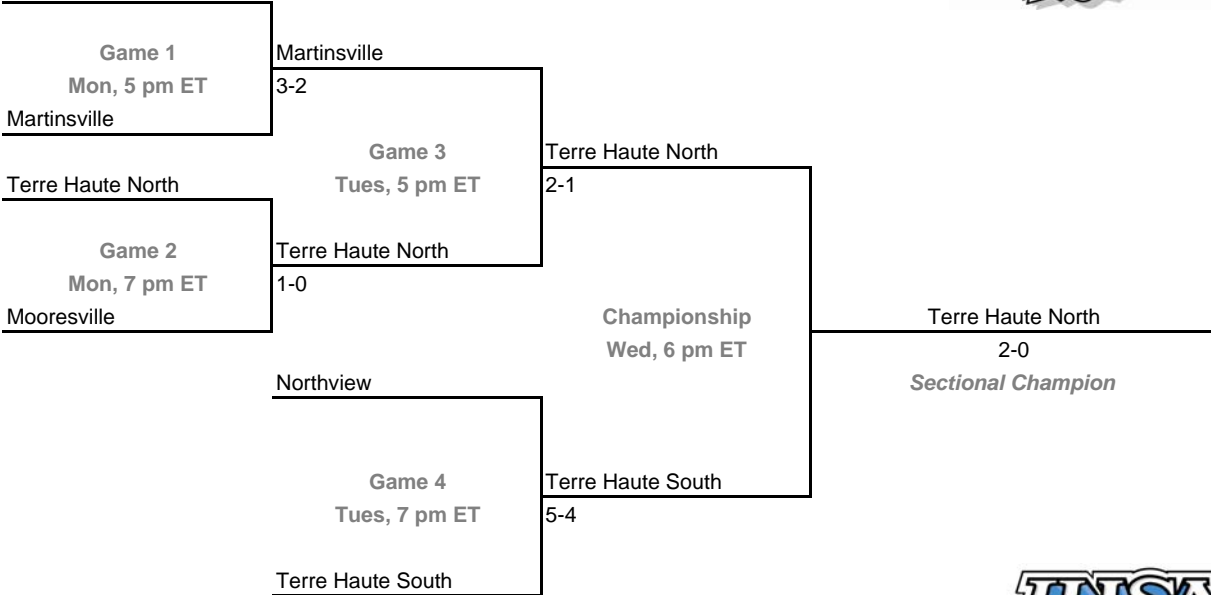 Game 1
Mon, 5 pm ET
Martinsville
3-2
Martinsville
Game 3
Tues, 5 pm ET
Terre Haute North
2-1
Terre Haute North
Game 2
Mon, 7 pm ET
Terre Haute North
1-0
Mooresville
Championship
Wed, 6 pm ET
Terre Haute North
2-0
Sectional Champion
Northview
Game 4
Tues, 7 pm ET
Terre Haute South
5-4
Terre Haute South